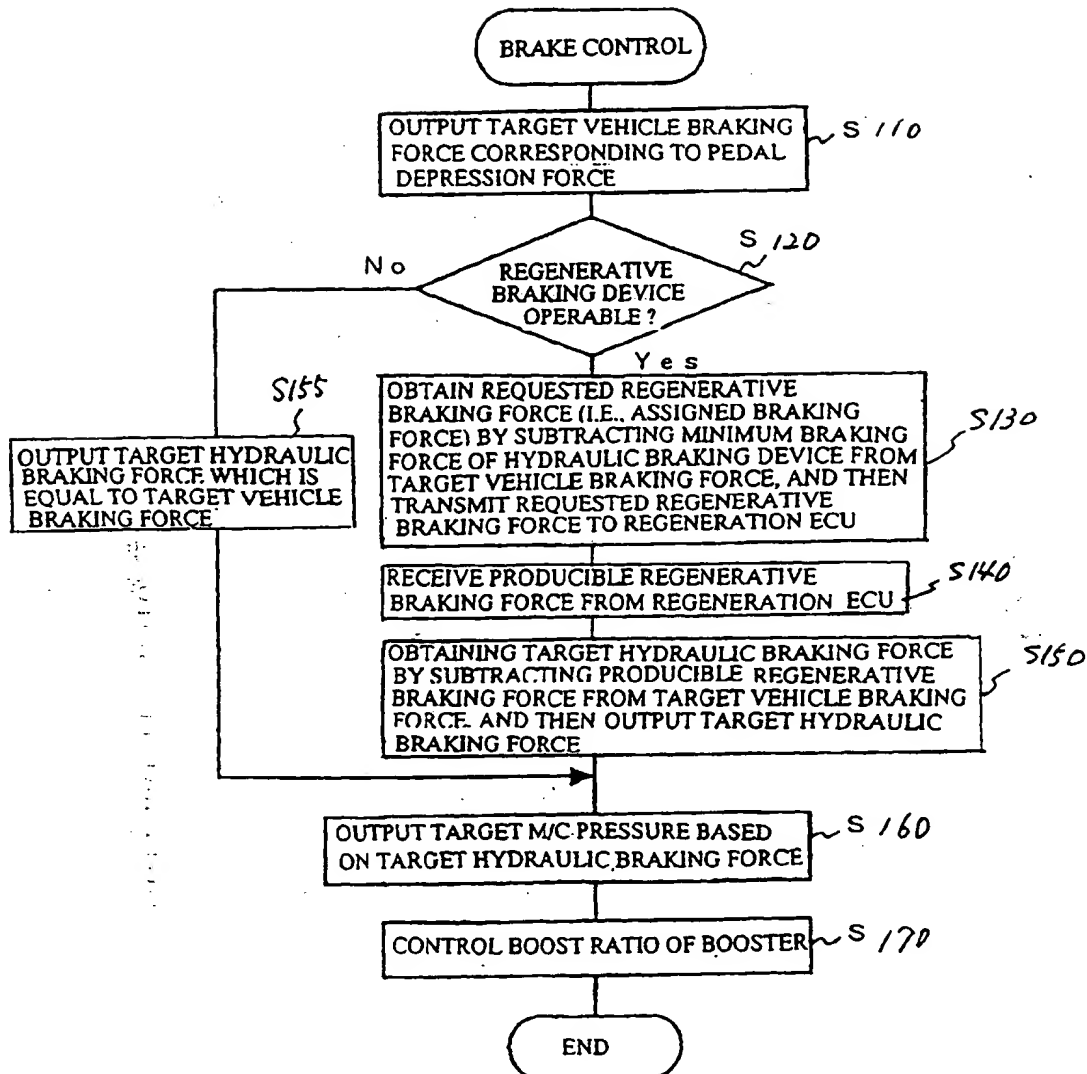 BRAKE CONTROL
OUTPUT TARGET VEHICLE BRAKING
FORCE CORRESPONDING TO PEDAL
DEPRESSION FORCE
S 110
S 120
No
REGENERATIVE
BRAKING DEVICE
OPERABLE ?
Yes
S155
OUTPUT TARGET HYDRAULIC
BRAKING FORCE WHICH IS
EQUAL TO TARGET VEHICLE
BRAKING FORCE
OBTAIN REQUESTED REGENERATIVE
BRAKING FORCE (I.E., ASSIGNED BRAKING
FORCE) BY SUBTRACTING MINIMUM BRAKING
FORCE OF HYDRAULIC BRAKING DEVICE FROM
TARGET VEHICLE BRAKING FORCE, AND THEN
TRANSMIT REQUESTED REGENERATIVE
BRAKING FORCE TO REGENERATION ECU
S130
RECEIVE PRODUCIBLE REGENERATIVE
BRAKING FORCE FROM REGENERATION ECU
S140
OBTAINING TARGET HYDRAULIC BRAKING FORCE
BY SUBTRACTING PRODUCIBLE REGENERATIVE
BRAKING FORCE FROM TARGET VEHICLE BRAKING
FORCE. AND THEN OUTPUT TARGET HYDRAULIC
BRAKING FORCE
S150
OUTPUT TARGET M/C PRESSURE BASED
ON TARGET HYDRAULIC BRAKING FORCE
S 160
CONTROL BOOST RATIO OF BOOSTER
S 170
END